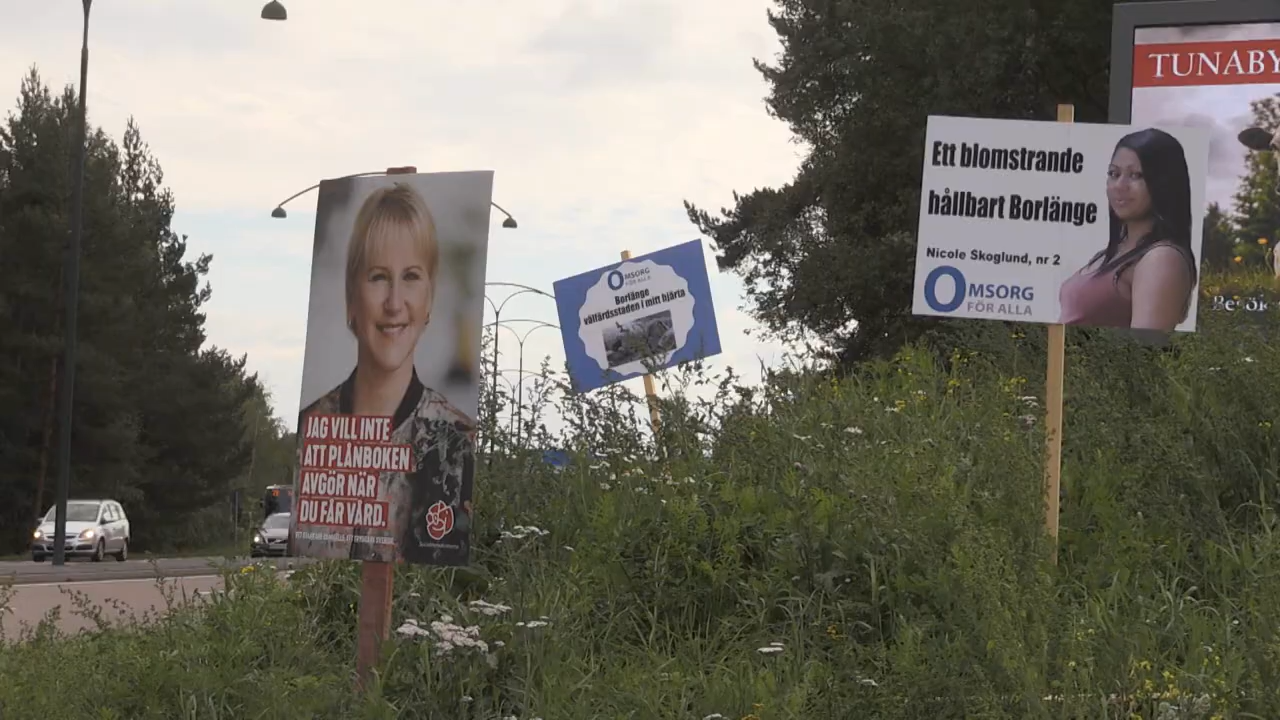 JAG VILL INTE
ATT PLÅNBOKEN
AVGÖR NÄR
DU FÅR VÅRD.
OMSORG
FÖR ALLA
Borlänge
välfärdsstaden i mitt hjärta
Ett blomstrande
hållbart Borlänge
Nicole Skoglund, nr 2
OMSORG
FÖR ALLA
TUNABY